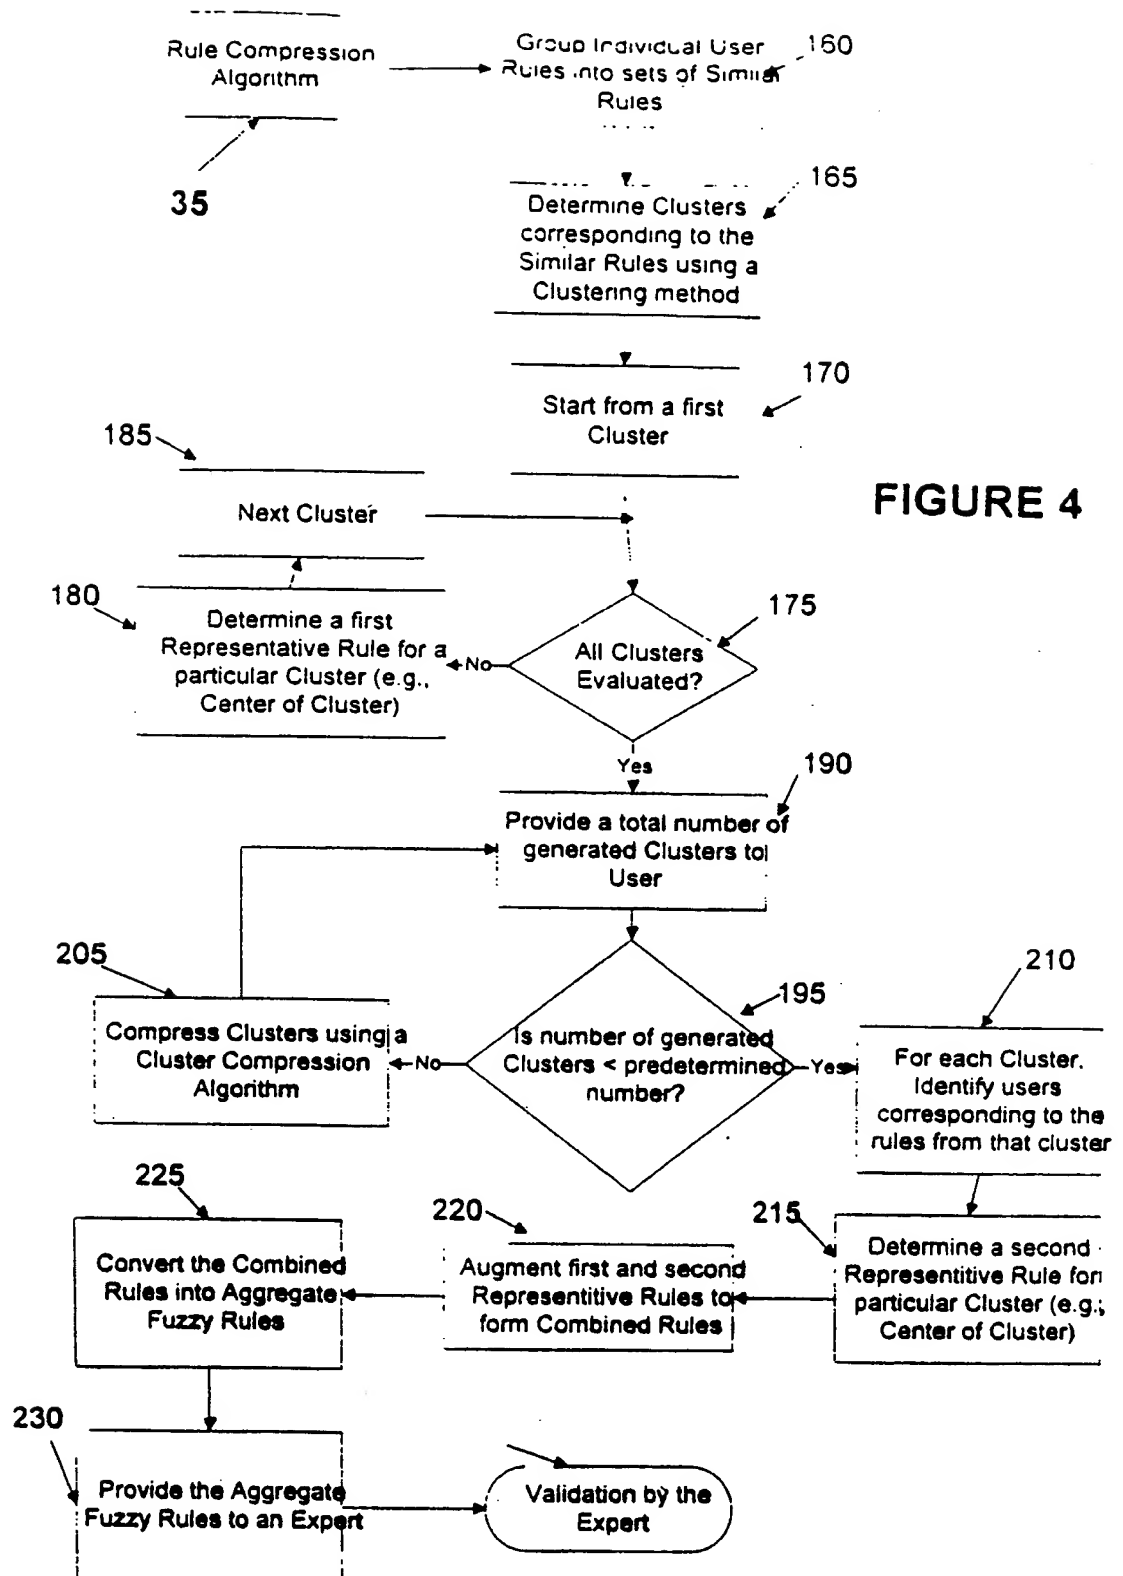 Rule Compression
Algorithm
35
Group Individual User
Rules into sets of Similar
Rules
160
165
Determine Clusters
corresponding to the
Similar Rules using a
Clustering method
170
Start from a first
Cluster
185
Next Cluster
FIGURE 4
180
Determine a first
Representative Rule for a
particular Cluster (e.g.,
Center of Cluster)
No
175
All Clusters
Evaluated?
Yes
190
Provide a total number of
generated Clusters to
User
205
Compress Clusters using a
Cluster Compression
Algorithm
No
195
Is number of generated
Clusters < predetermined
number?
Yes
210
For each Cluster.
Identify users
corresponding to the
rules from that cluster
225
Convert the Combined
Rules into Aggregate
Fuzzy Rules
220
Augment first and second
Representitive Rules to
form Combined Rules
215
Determine a second
Representitive Rule for
particular Cluster (e.g.;
Center of Cluster)
230
Provide the Aggregate
Fuzzy Rules to an Expert
Validation by the
Expert